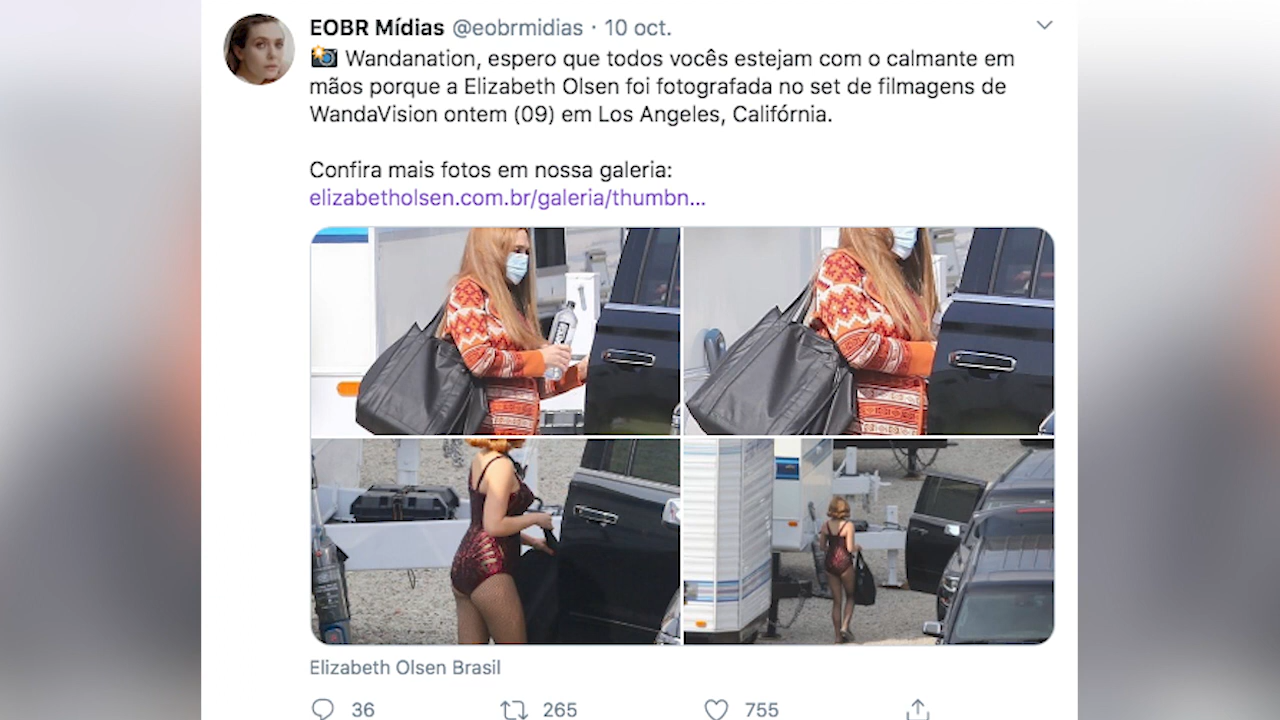 EOBR Mídias @eobrmidias · 10 oct.
Wandanation, espero que todos vocês estejam com o calmante em
mãos porque a Elizabeth Olsen foi fotografada no set de filmagens de
WandaVision ontem (09) em Los Angeles, Califórnia.
Confira mais fotos em nossa galeria:
elizabetholsen.com.br/galeria/thumbn...
Elizabeth Olsen Brasil
36 265 755